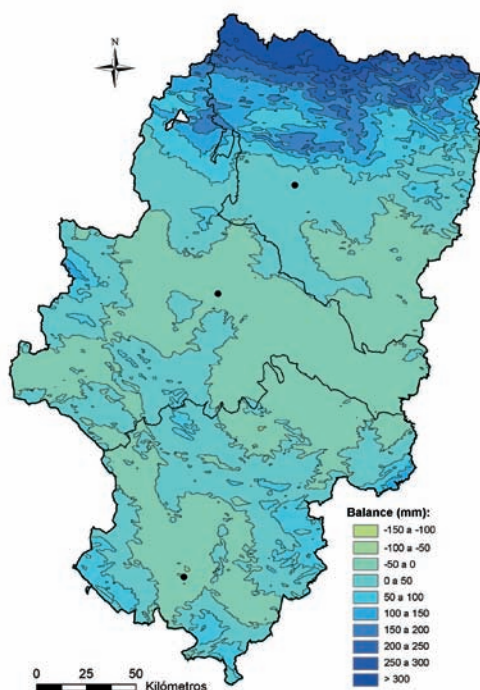 N
Balance (mm):
-150 a -100
-100 a -50
-50 a 0
0 a 50
50 a 100
100 a 150
150 a 200
200 a 250
250 a 300
> 300
0 25 50
Kilómetros